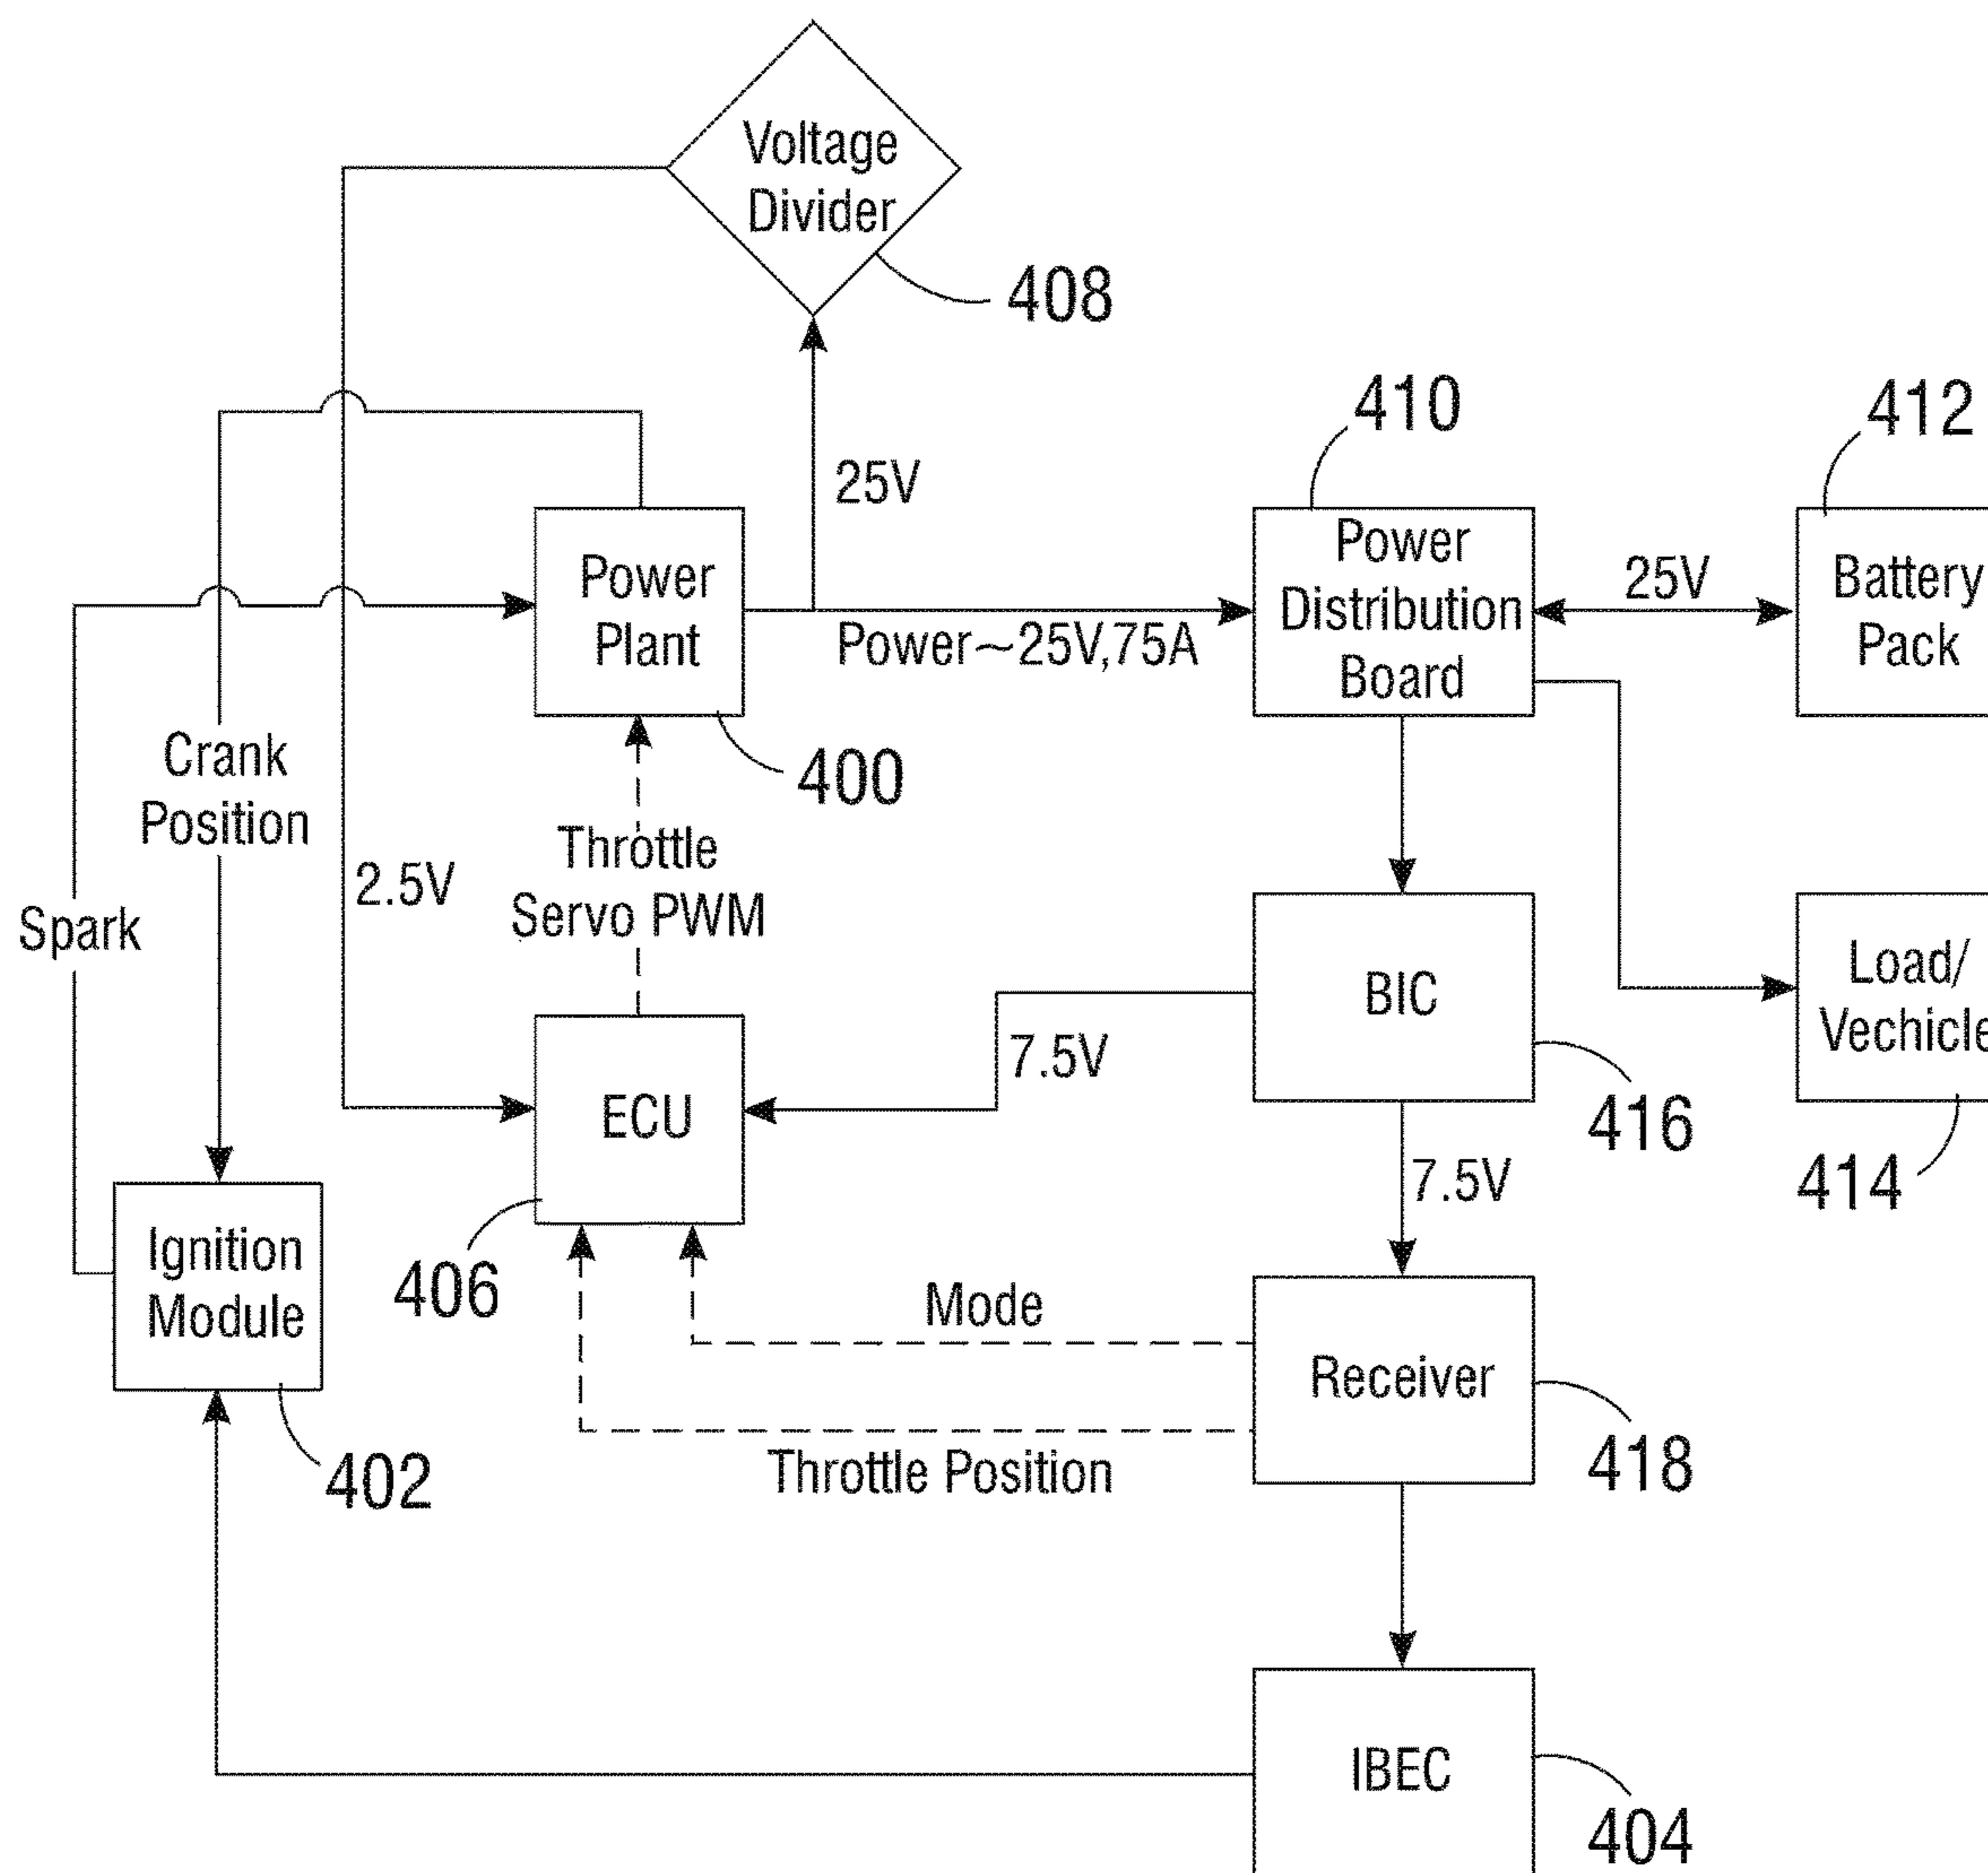 Voltage
Divider
408
410
412
25V
Power
Plant
Power~25V,75A
Power
Distribution
Board
25V
Battery
Pack
400
Crank
Position
Spark
2.5V
Throttle
Servo PWM
BIC
Load/
Vechicle
7.5V
ECU
416
414
7.5V
406
Ignition
Module
Mode
Receiver
Throttle Position
402
418
IBEC
404